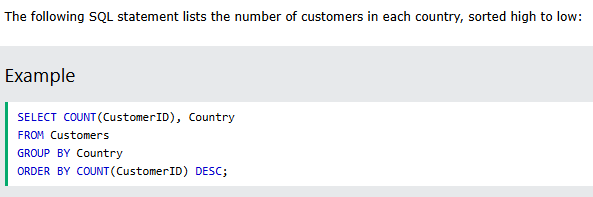 The following SQL statement lists the number of customers in each country, sorted high to low:
Example
SELECT COUNT(CustomerID), Country
FROM Customers
GROUP BY Country
ORDER BY COUNT(CustomerID) DESC;